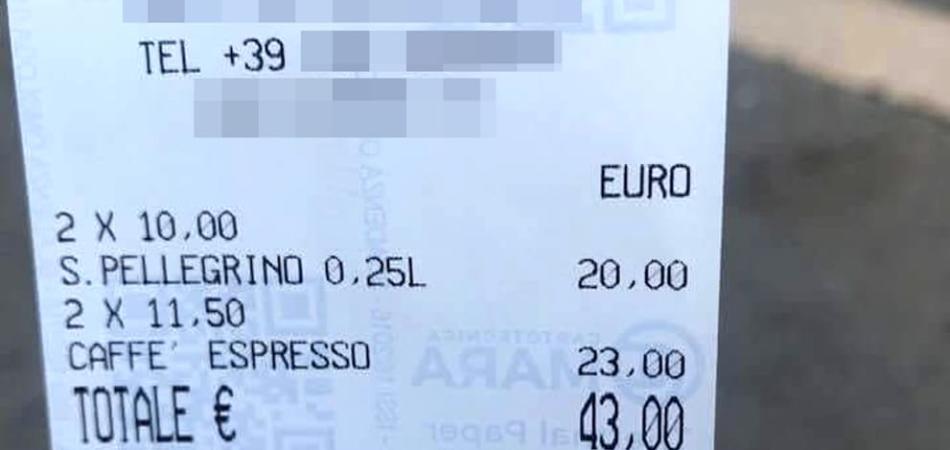 TEL +39
EURO
2 X 10,00
S.PELLEGRINO 0,25L 20,00
2 X 11,50
CAFFE' ESPRESSO 23,00
TOTALE € 43,00